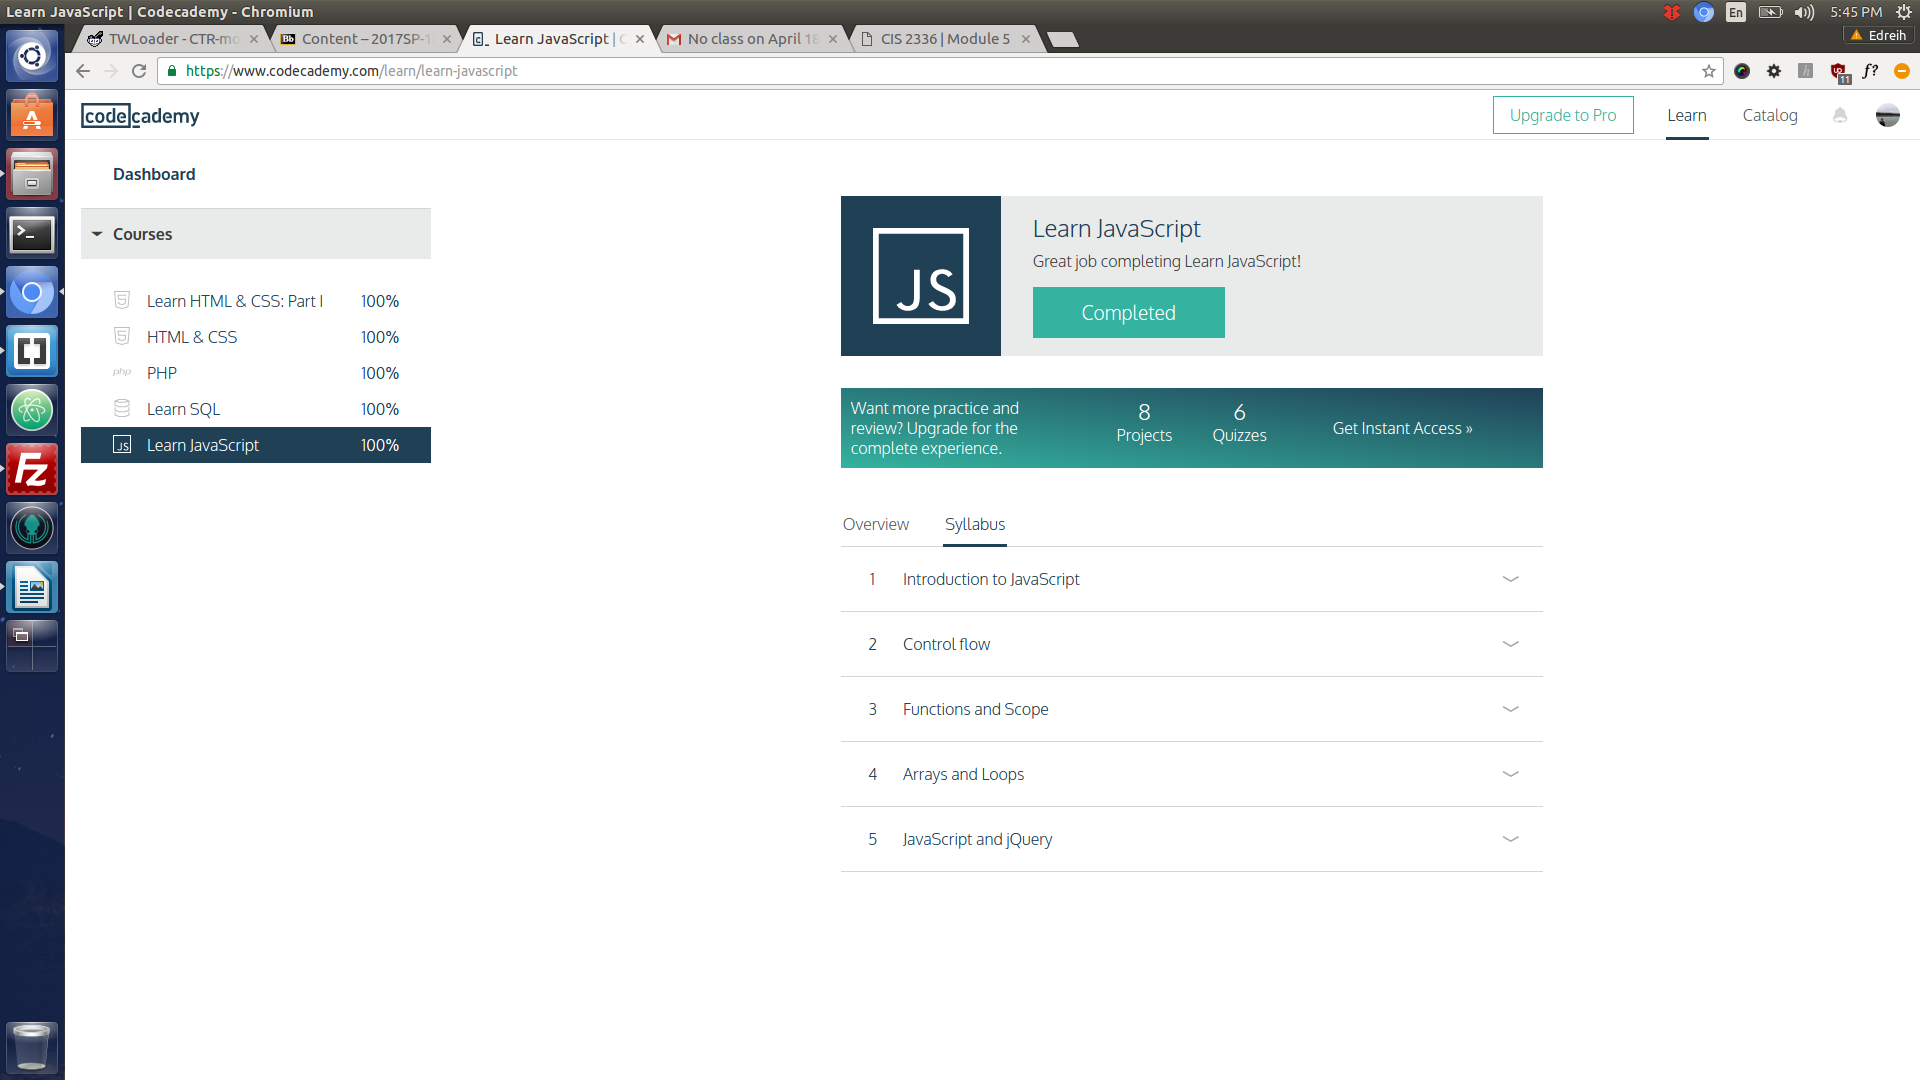 Learn JavaScript | Codecademy - Chromium
En
5:45 PM
TWLoader - CTR-mo
Content – 2017SP-1
Learn JavaScript | C
No class on April 18
CIS 2336 | Module 5
Edreih
https://www.codecademy.com/learn/learn-javascript
11
f?
codecademy
Upgrade to Pro
Learn
Catalog
Dashboard
Courses
Learn HTML & CSS: Part I 100%
HTML & CSS 100%
php PHP 100%
Learn SQL 100%
JS Learn JavaScript 100%
JS
Learn JavaScript
Great job completing Learn JavaScript!
Completed
Want more practice and
review? Upgrade for the
complete experience.
8
Projects
6
Quizzes
Get Instant Access »
Overview
Syllabus
1 Introduction to JavaScript
2 Control flow
3 Functions and Scope
4 Arrays and Loops
5 JavaScript and jQuery